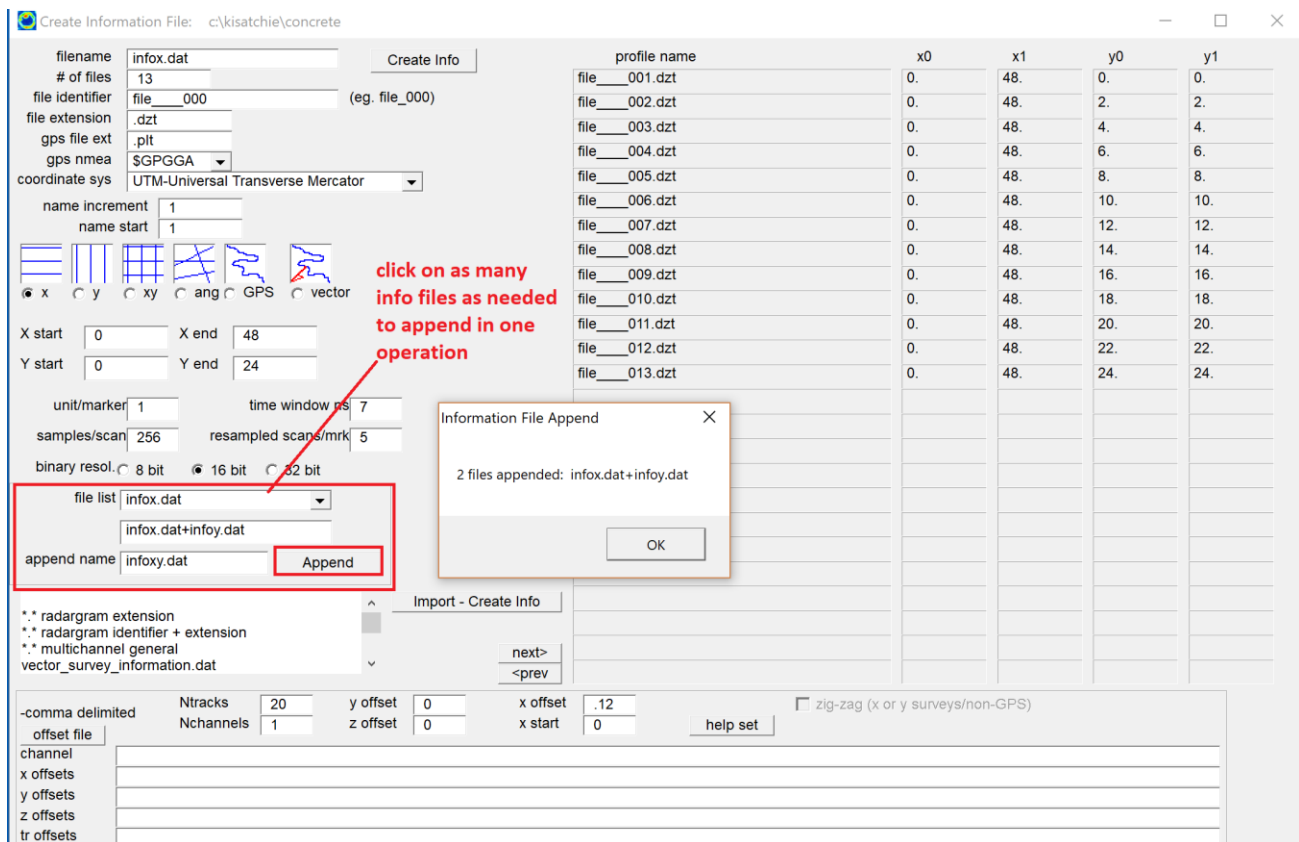 Create Information File: c:\kisatchie\concrete
filename infox.dat Create Info
# of files 13
file identifier file____000 (eg. file_000)
file extension .dzt
gps file ext .plt
gps nmea $GPGGA
coordinate sys UTM-Universal Transverse Mercator
name increment 1
name start 1
x y xy ang GPS vector
X start 0 X end 48
Y start 0 Y end 24
unit/marker 1 time window ns 7
samples/scan 256 resampled scans/mrk 5
binary resol. 8 bit 16 bit 32 bit
file list infox.dat
infox.dat+infoy.dat
append name infoxy.dat Append
*.* radargram extension
*.* radargram identifier + extension
*.* multichannel general
vector_survey_information.dat
Import - Create Info
next>
<prev
click on as many
info files as needed
to append in one
operation
Information File Append
2 files appended: infox.dat+infoy.dat
OK
profile name x0 x1 y0 y1
file____001.dzt 0. 48. 0. 0.
file____002.dzt 0. 48. 2. 2.
file____003.dzt 0. 48. 4. 4.
file____004.dzt 0. 48. 6. 6.
file____005.dzt 0. 48. 8. 8.
file____006.dzt 0. 48. 10. 10.
file____007.dzt 0. 48. 12. 12.
file____008.dzt 0. 48. 14. 14.
file____009.dzt 0. 48. 16. 16.
file____010.dzt 0. 48. 18. 18.
file____011.dzt 0. 48. 20. 20.
file____012.dzt 0. 48. 22. 22.
file____013.dzt 0. 48. 24. 24.
-comma delimited
offset file
Ntracks 20 y offset 0 x offset .12 zig-zag (x or y surveys/non-GPS)
Nchannels 1 z offset 0 x start 0 help set
channel
x offsets
y offsets
z offsets
tr offsets